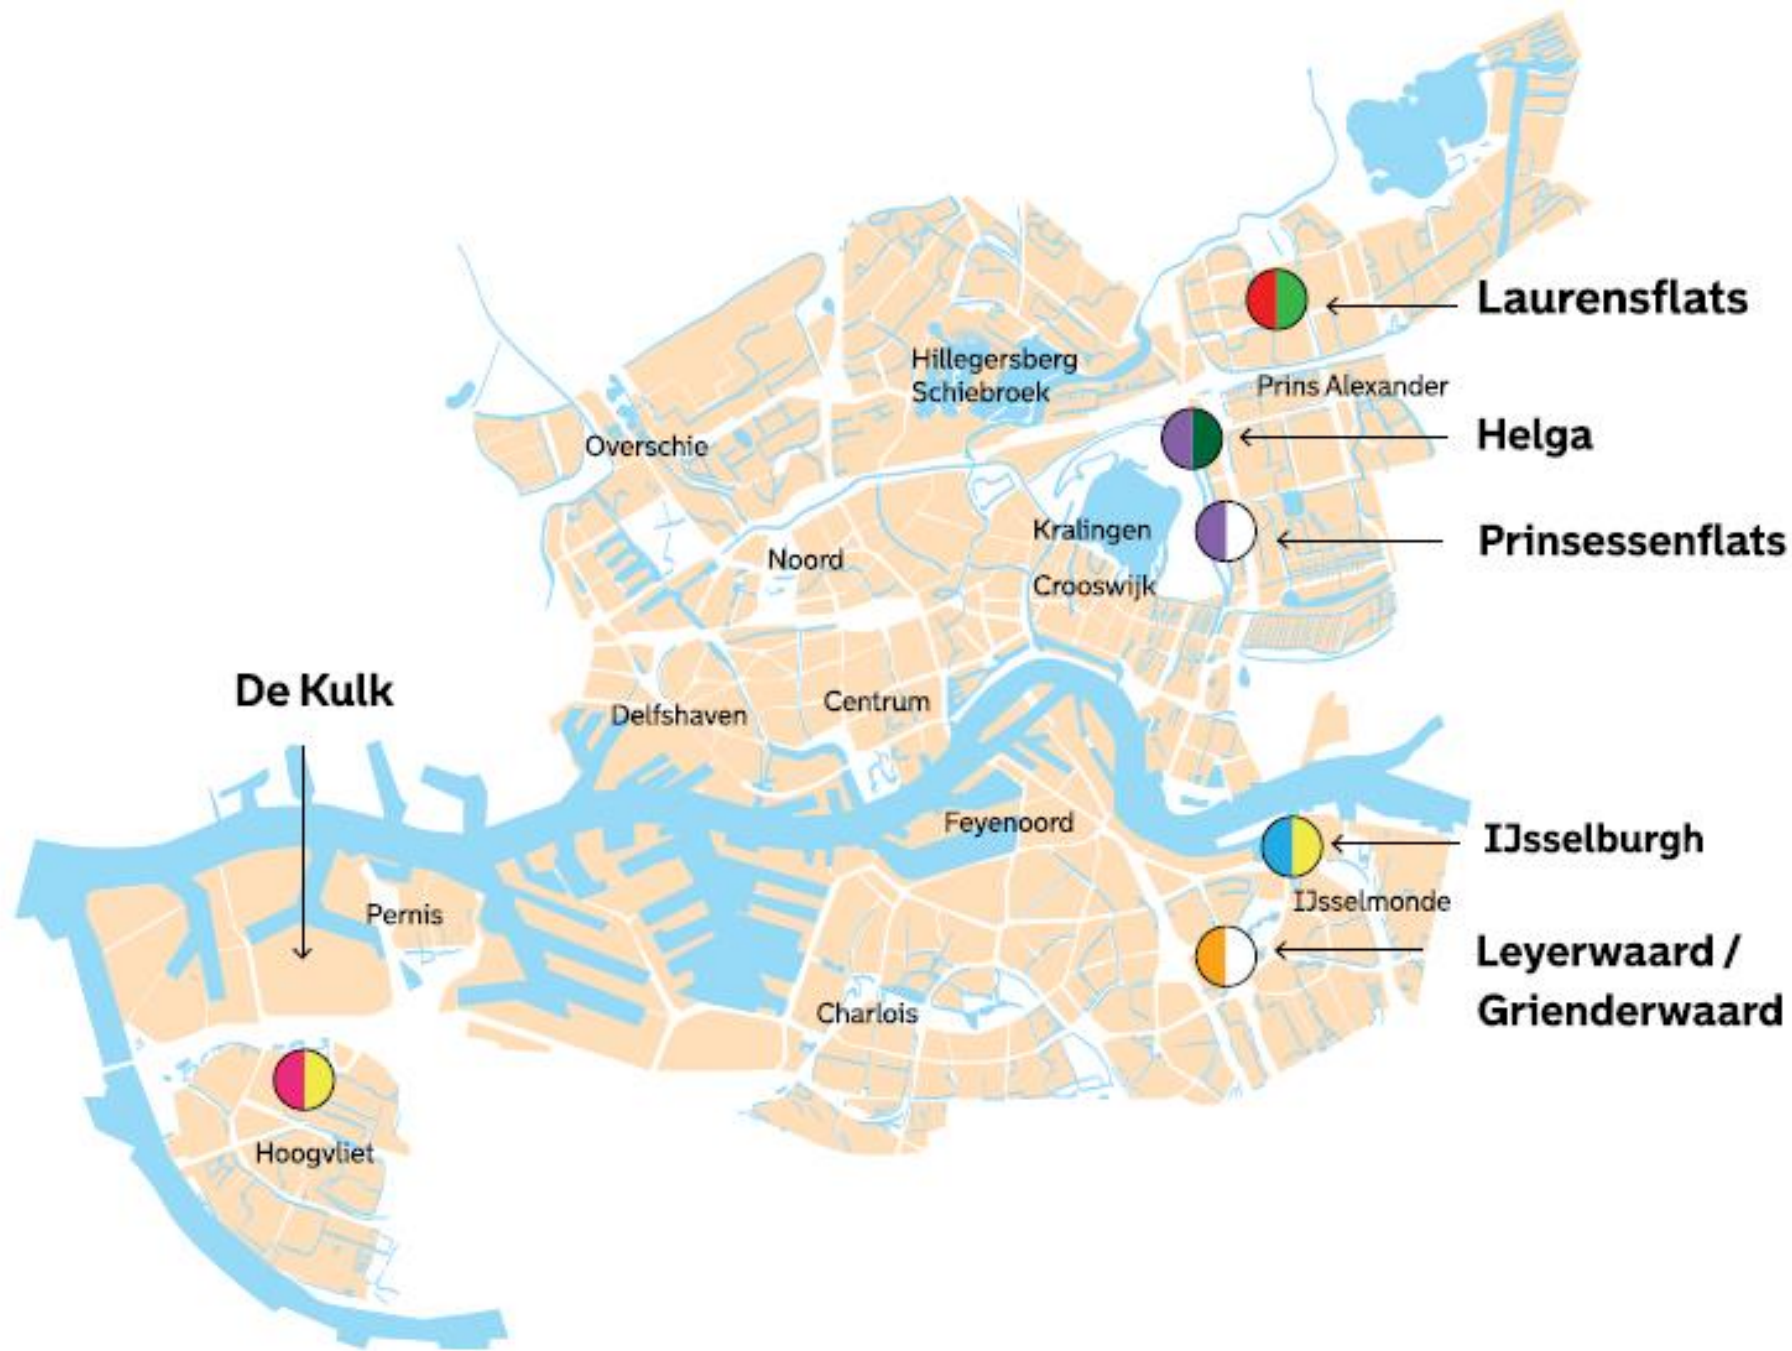 Laurensflats
Hillegersberg
Schiebroek
Prins Alexander
Helga
Overschie
Kralingen
Prinsessenflats
Noord
Crooswijk
De Kulk
Centrum
Delfshaven
Feyenoord
IJsselburgh
IJsselmonde
Pernis
Leyerwaard /
Grienderwaard
Charlois
Hoogvliet